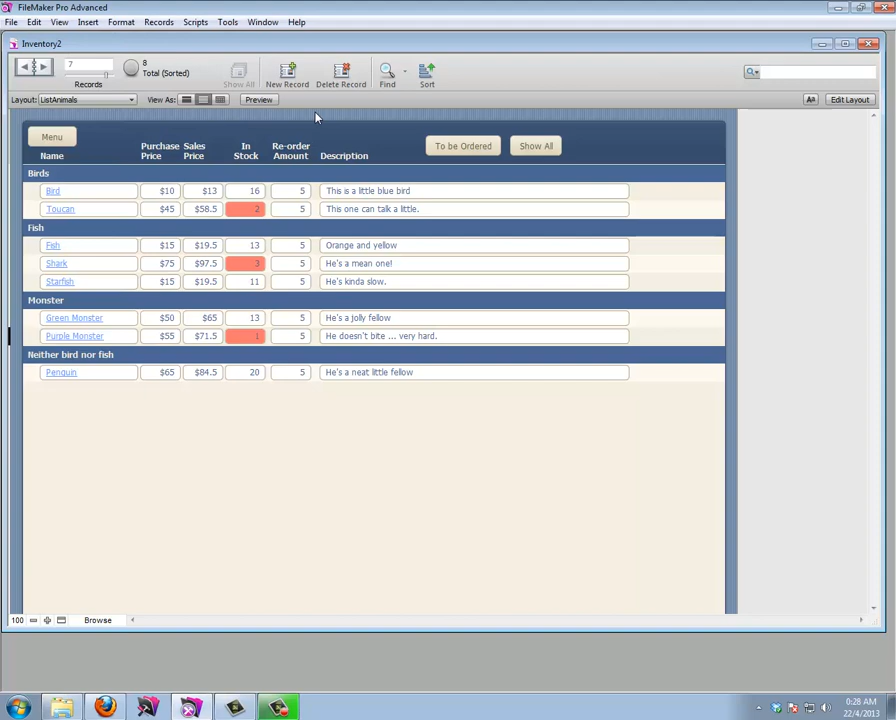 FileMaker Pro Advanced
File Edit View Insert Format Records Scripts Tools Window Help
Inventory2
7 8 Total (Sorted)
Records Show All New Record Delete Record Find Sort
Layout: ListAnimals View As: Preview Aa Edit Layout
Menu To be Ordered Show All
Name Purchase Price Sales Price In Stock Re-order Amount Description
Birds
Bird $10 $13 16 5 This is a little blue bird
Toucan $45 $58.5 2 5 This one can talk a little.
Fish
Fish $15 $19.5 13 5 Orange and yellow
Shark $75 $97.5 3 5 He's a mean one!
Starfish $15 $19.5 11 5 He's kinda slow.
Monster
Green Monster $50 $65 13 5 He's a jolly fellow
Purple Monster $55 $71.5 1 5 He doesn't bite ... very hard.
Neither bird nor fish
Penguin $65 $84.5 20 5 He's a neat little fellow
100 Browse
0:28 AM
22/4/2013